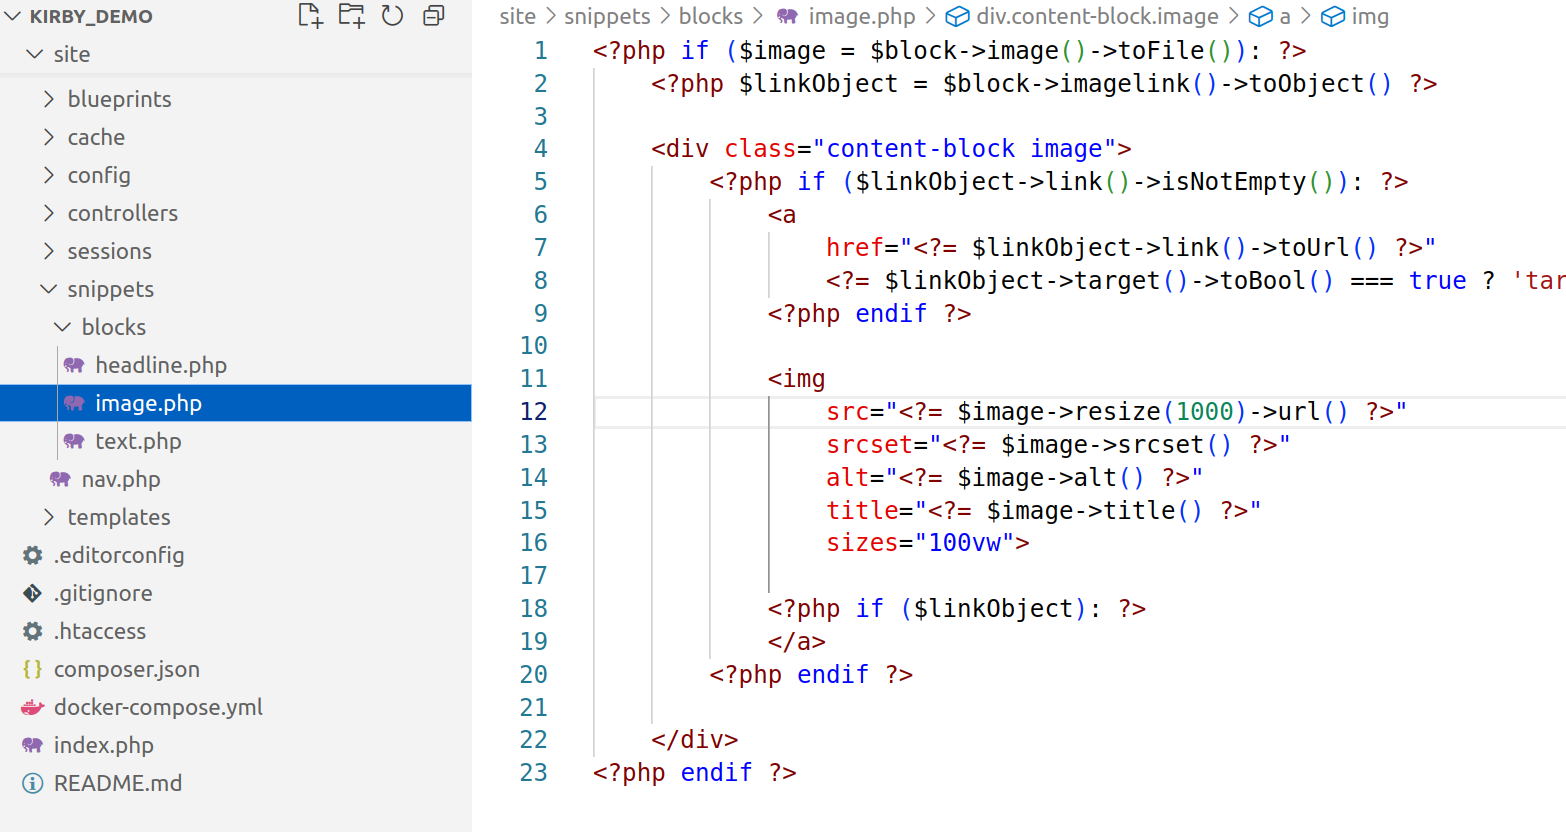 KIRBY_DEMO
site
blueprints
cache
config
controllers
sessions
snippets
blocks
headline.php
image.php
text.php
nav.php
templates
.editorconfig
.gitignore
.htaccess
composer.json
docker-compose.yml
index.php
README.md
site > snippets > blocks > image.php > div.content-block.image > a > img
1 <?php if ($image = $block->image()->toFile()): ?>
2 <?php $linkObject = $block->imagelink()->toObject() ?>
3
4 <div class="content-block image">
5 <?php if ($linkObject->link()->isNotEmpty()): ?>
6 <a
7 href="<?= $linkObject->link()->toUrl() ?>"
8 <?= $linkObject->target()->toBool() === true ? 'tar
9 <?php endif ?>
10
11 <img
12 src="<?= $image->resize(1000)->url() ?>"
13 srcset="<?= $image->srcset() ?>"
14 alt="<?= $image->alt() ?>"
15 title="<?= $image->title() ?>"
16 sizes="100vw">
17
18 <?php if ($linkObject): ?>
19 </a>
20 <?php endif ?>
21
22 </div>
23 <?php endif ?>